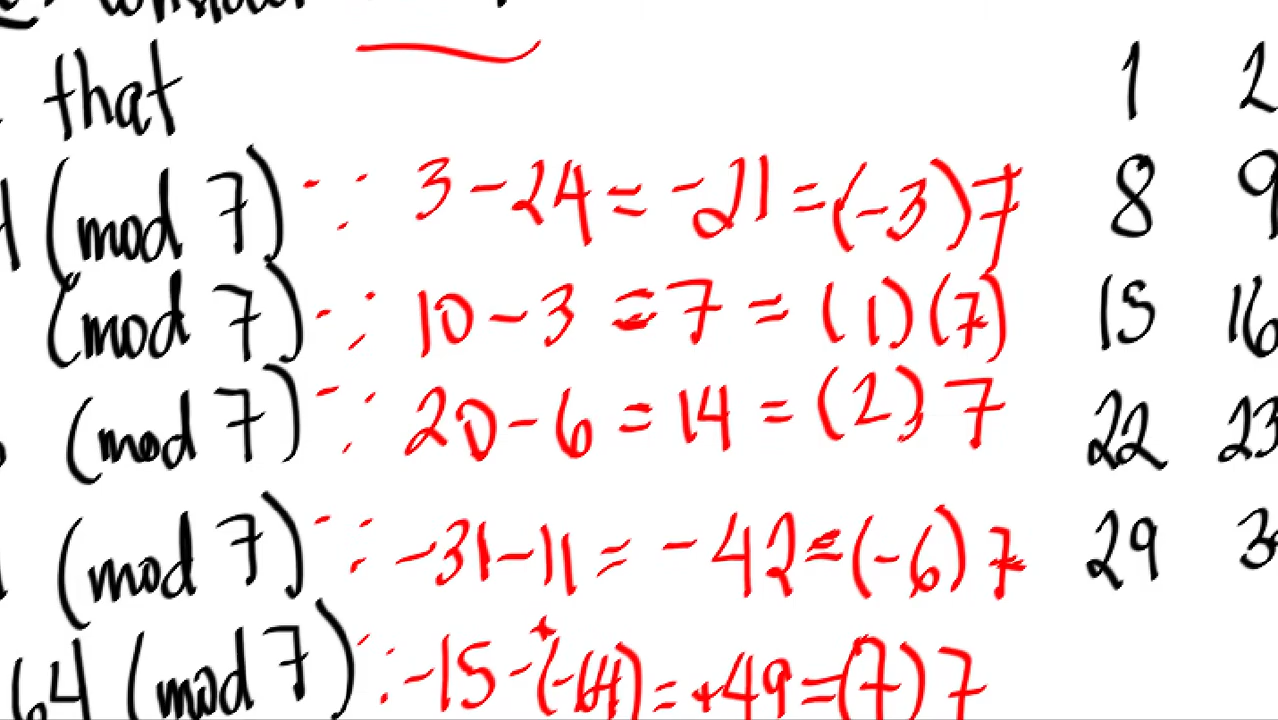 that
(mod 7) ∵ 3 - 24 = -21 = (-3)7 1 2
(mod 7) ∵ 10 - 3 = 7 = (1)(7) 8 9
(mod 7) ∵ 20 - 6 = 14 = (2)7 15 16
(mod 7) ∵ -31 - 11 = -42 = (-6)7 22 23
64 (mod 7) ∵ -15 - (-64) = +49 = (7)7 29